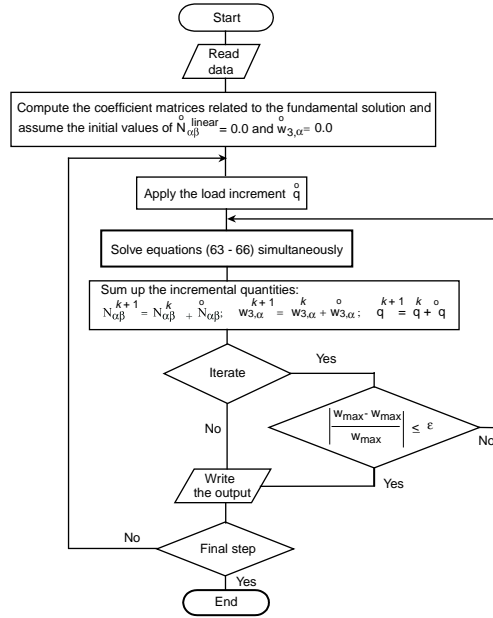 Start
Read
data
Compute the coefficient matrices related to the fundamental solution and
assume the initial values of N̊αβ^linear = 0.0 and ẘ3,α = 0.0
Apply the load increment q̊
Solve equations (63 - 66) simultaneously
Sum up the incremental quantities:
Nαβ^k+1 = Nαβ^k + N̊αβ; w3,α^k+1 = w3,α^k + ẘ3,α; q^k+1 = q^k + q̊
Iterate
Yes
No
|(wmax - wmax) / wmax| ≤ ε
No
Yes
Write
the output
No
Final step
Yes
End